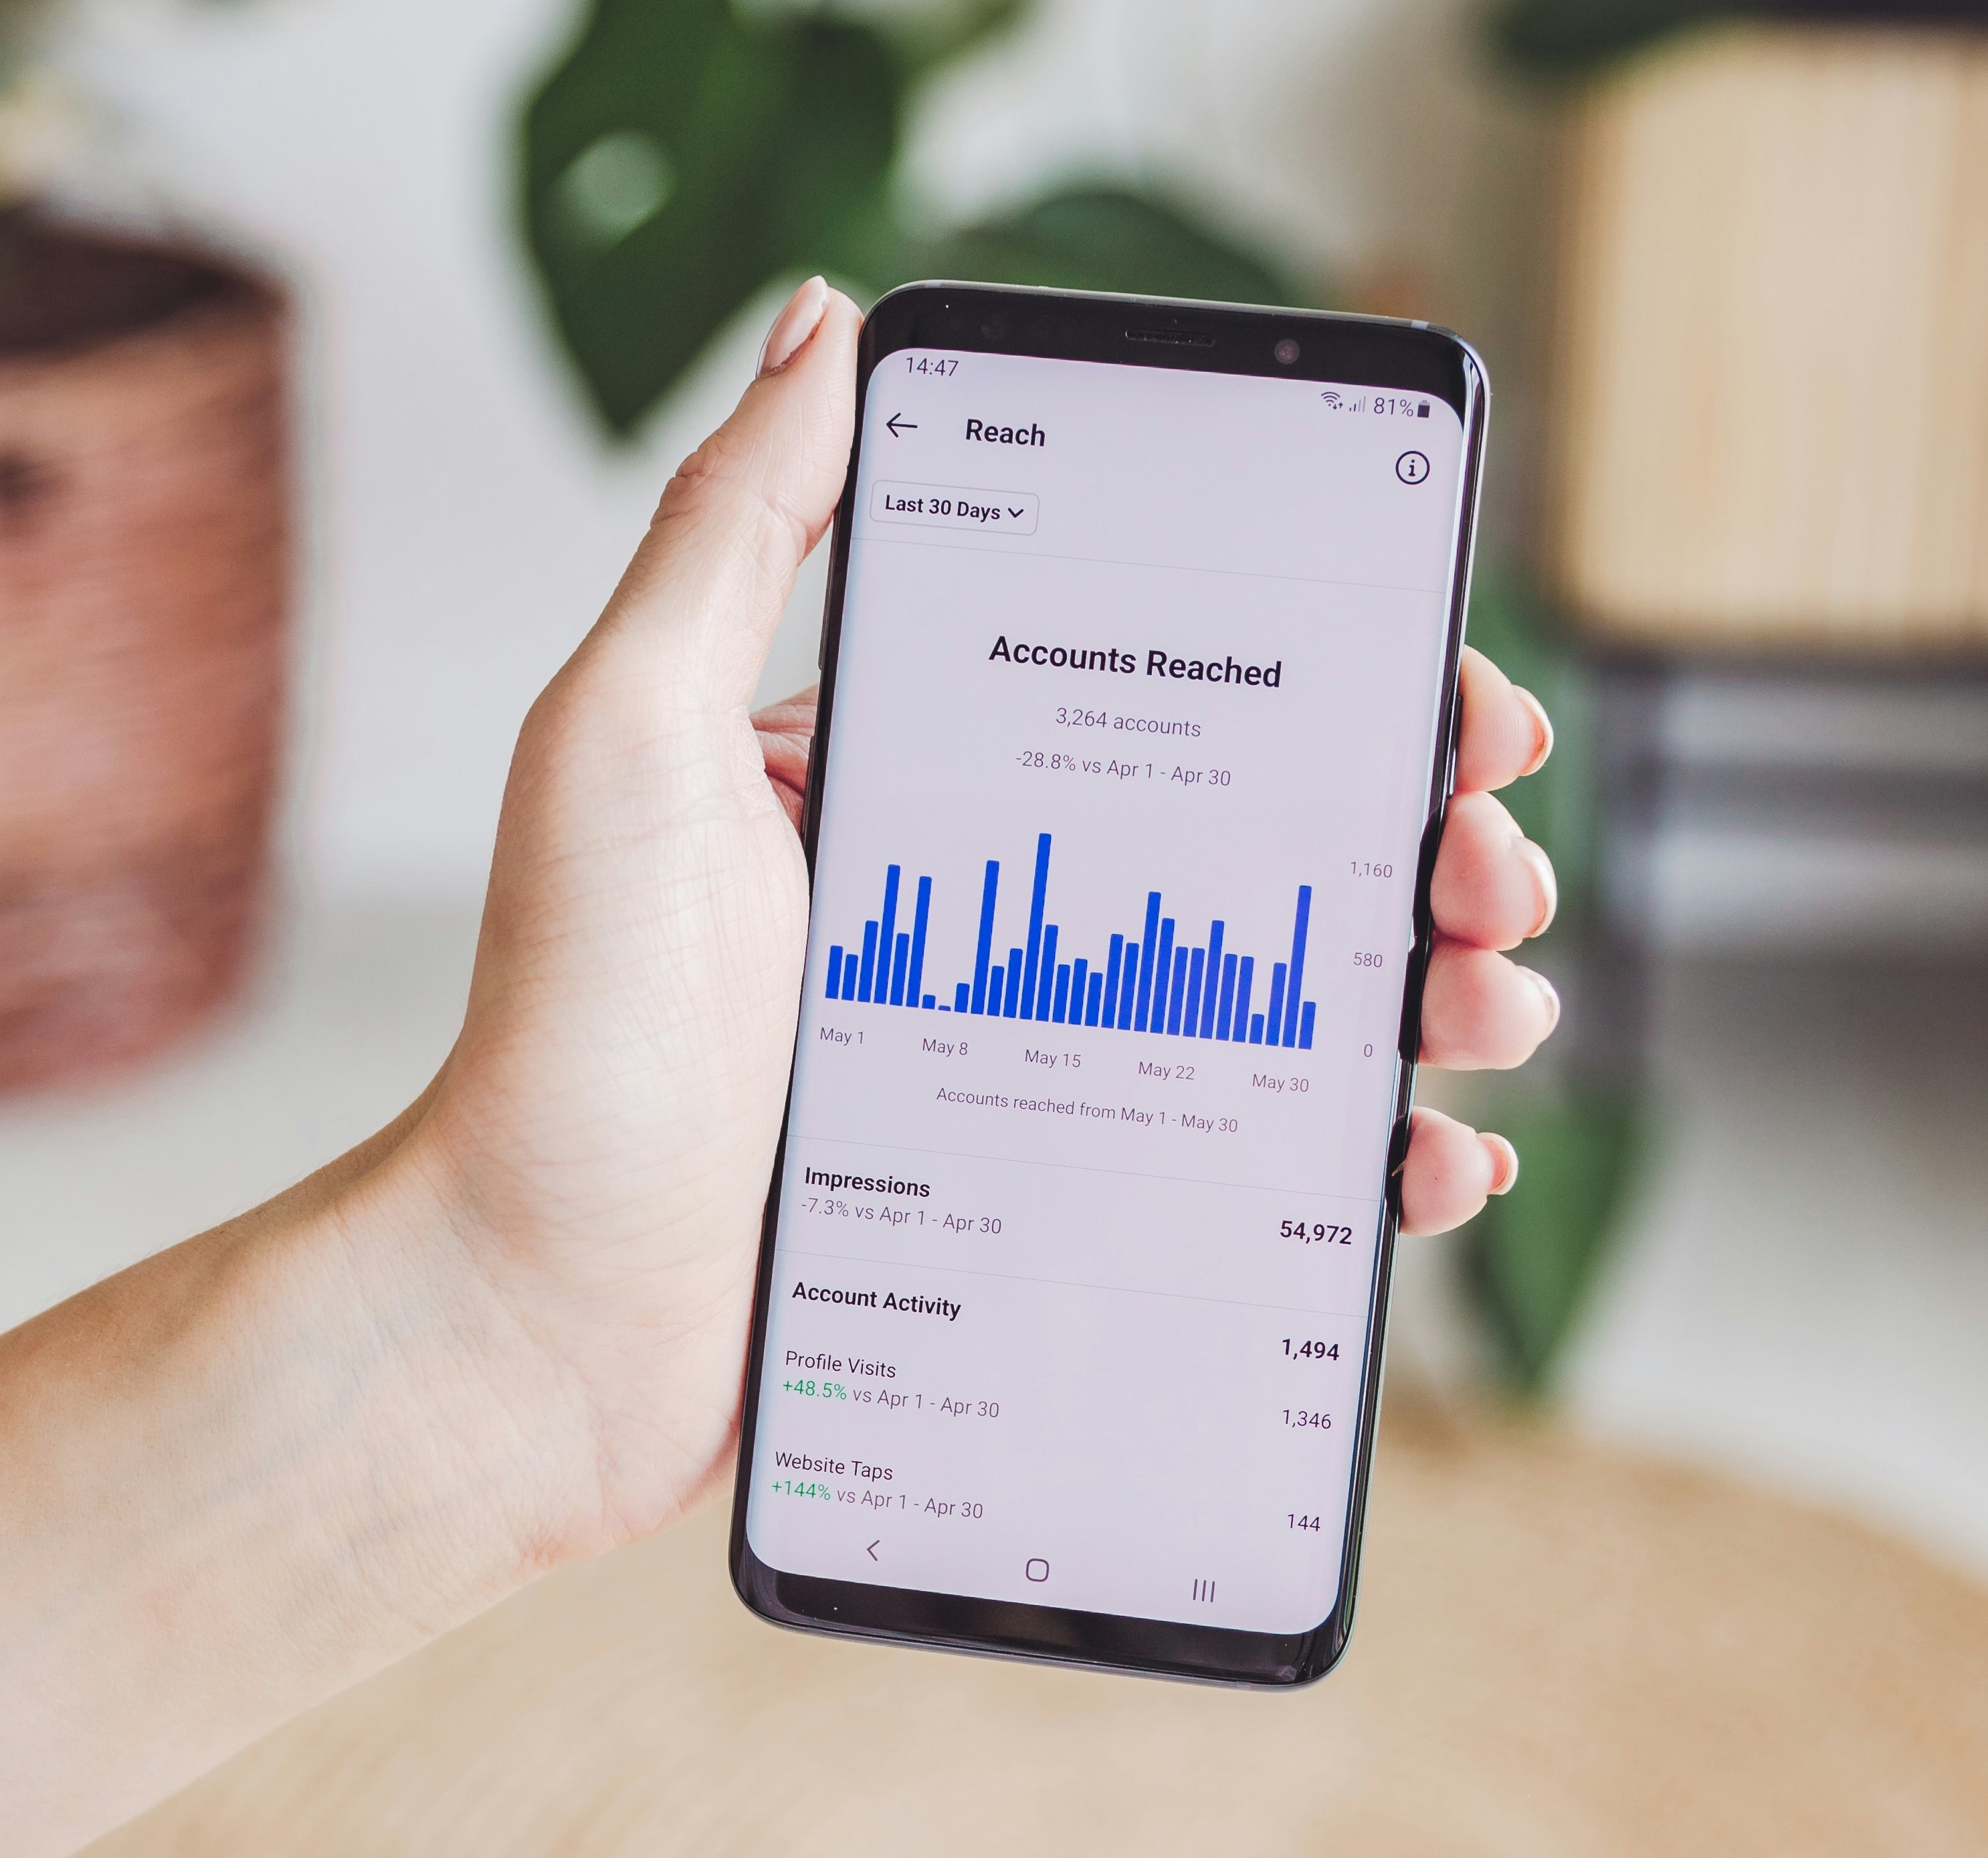 14:47
81%
Reach
Last 30 Days
Accounts Reached
3,264 accounts
-28.8% vs Apr 1 - Apr 30
1,160
580
0
May 1 May 8 May 15 May 22 May 30
Accounts reached from May 1 - May 30
Impressions
-7.3% vs Apr 1 - Apr 30
54,972
Account Activity
1,494
Profile Visits
+48.5% vs Apr 1 - Apr 30
1,346
Website Taps
+144% vs Apr 1 - Apr 30
144